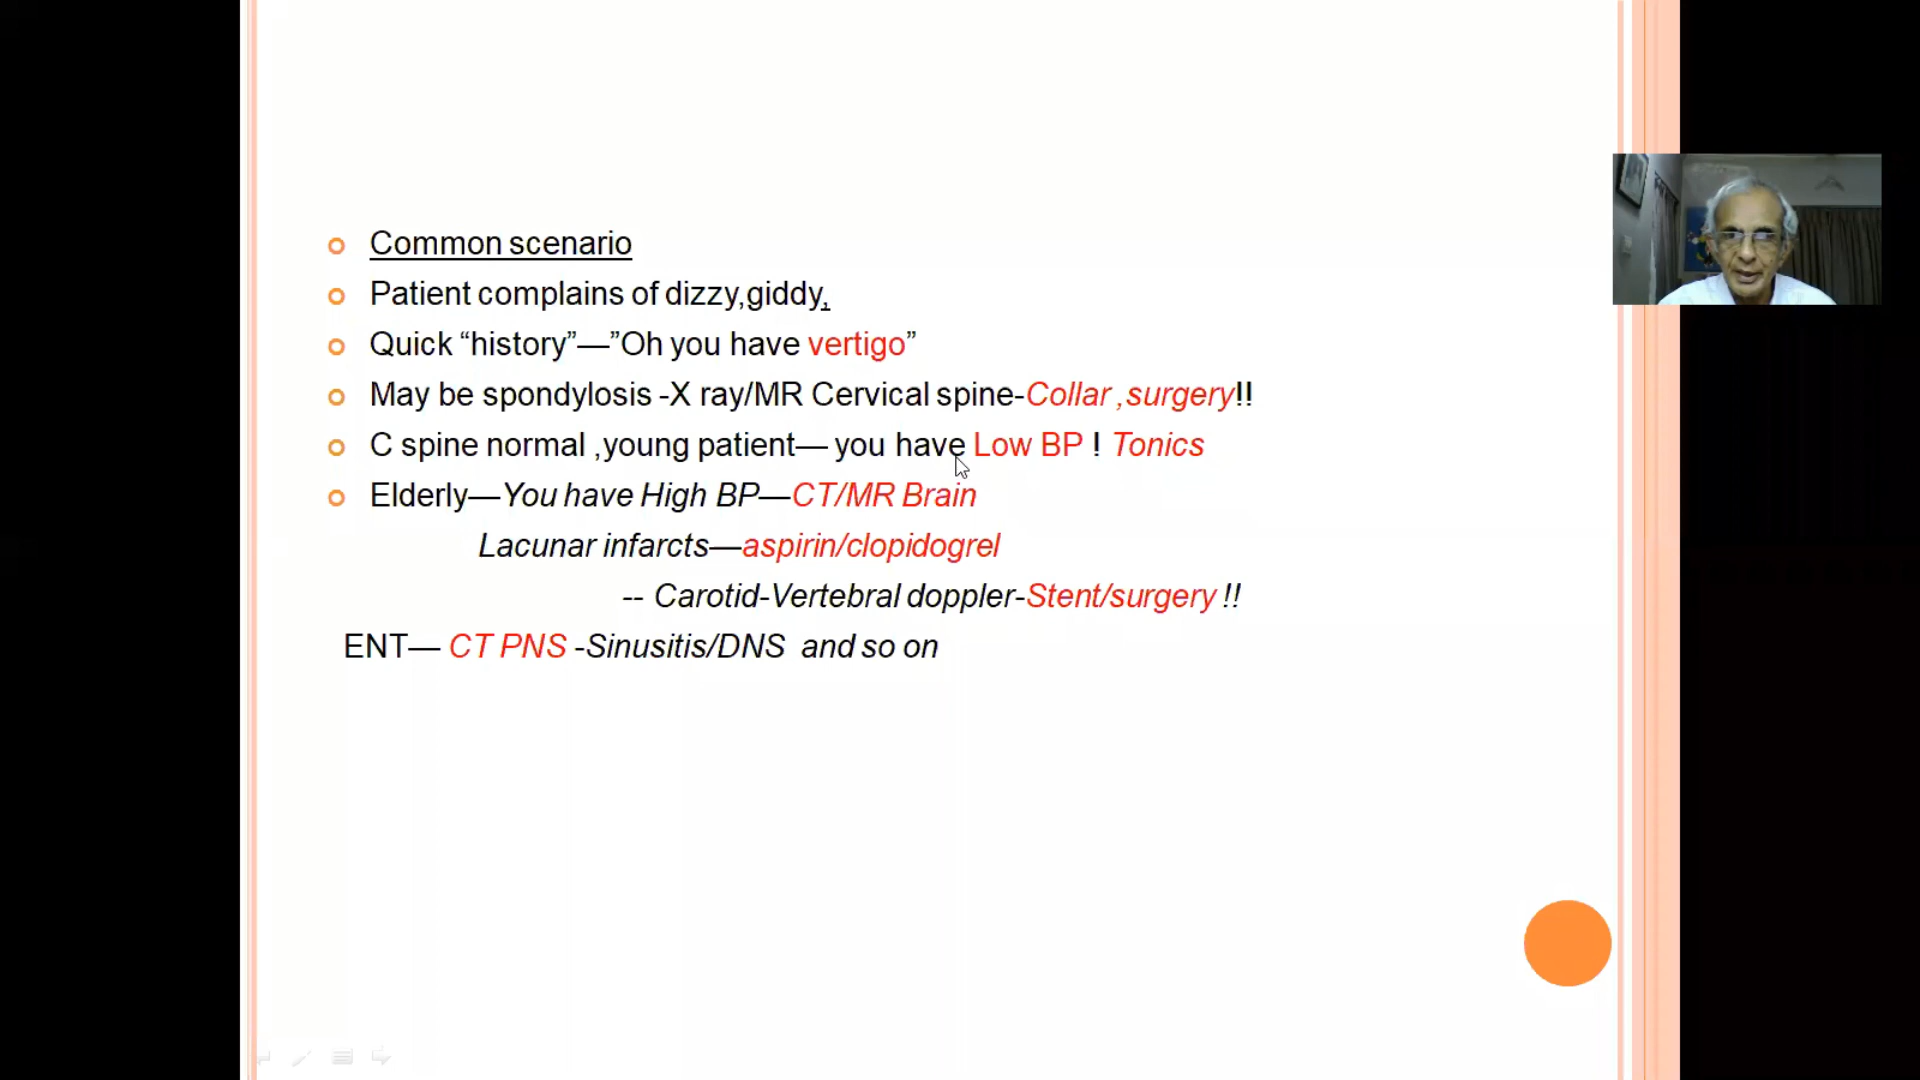 Common scenario
Patient complains of dizzy,giddy,
Quick “history”—”Oh you have vertigo”
May be spondylosis -X ray/MR Cervical spine-Collar ,surgery!!
C spine normal ,young patient— you have Low BP ! Tonics
Elderly—You have High BP—CT/MR Brain
Lacunar infarcts—aspirin/clopidogrel
-- Carotid-Vertebral doppler-Stent/surgery !!
ENT— CT PNS -Sinusitis/DNS and so on